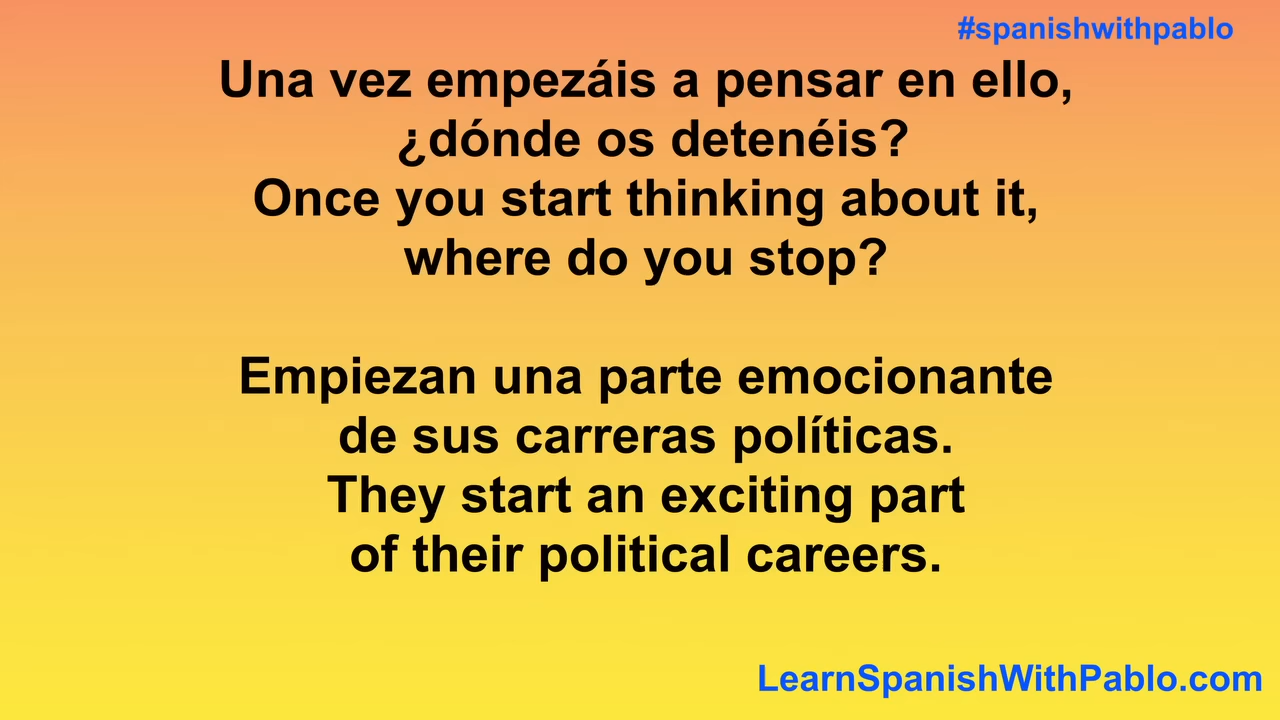 #spanishwithpablo
Una vez empezáis a pensar en ello,
¿dónde os detenéis?
Once you start thinking about it,
where do you stop?
Empiezan una parte emocionante
de sus carreras políticas.
They start an exciting part
of their political careers.
LearnSpanishWithPablo.com